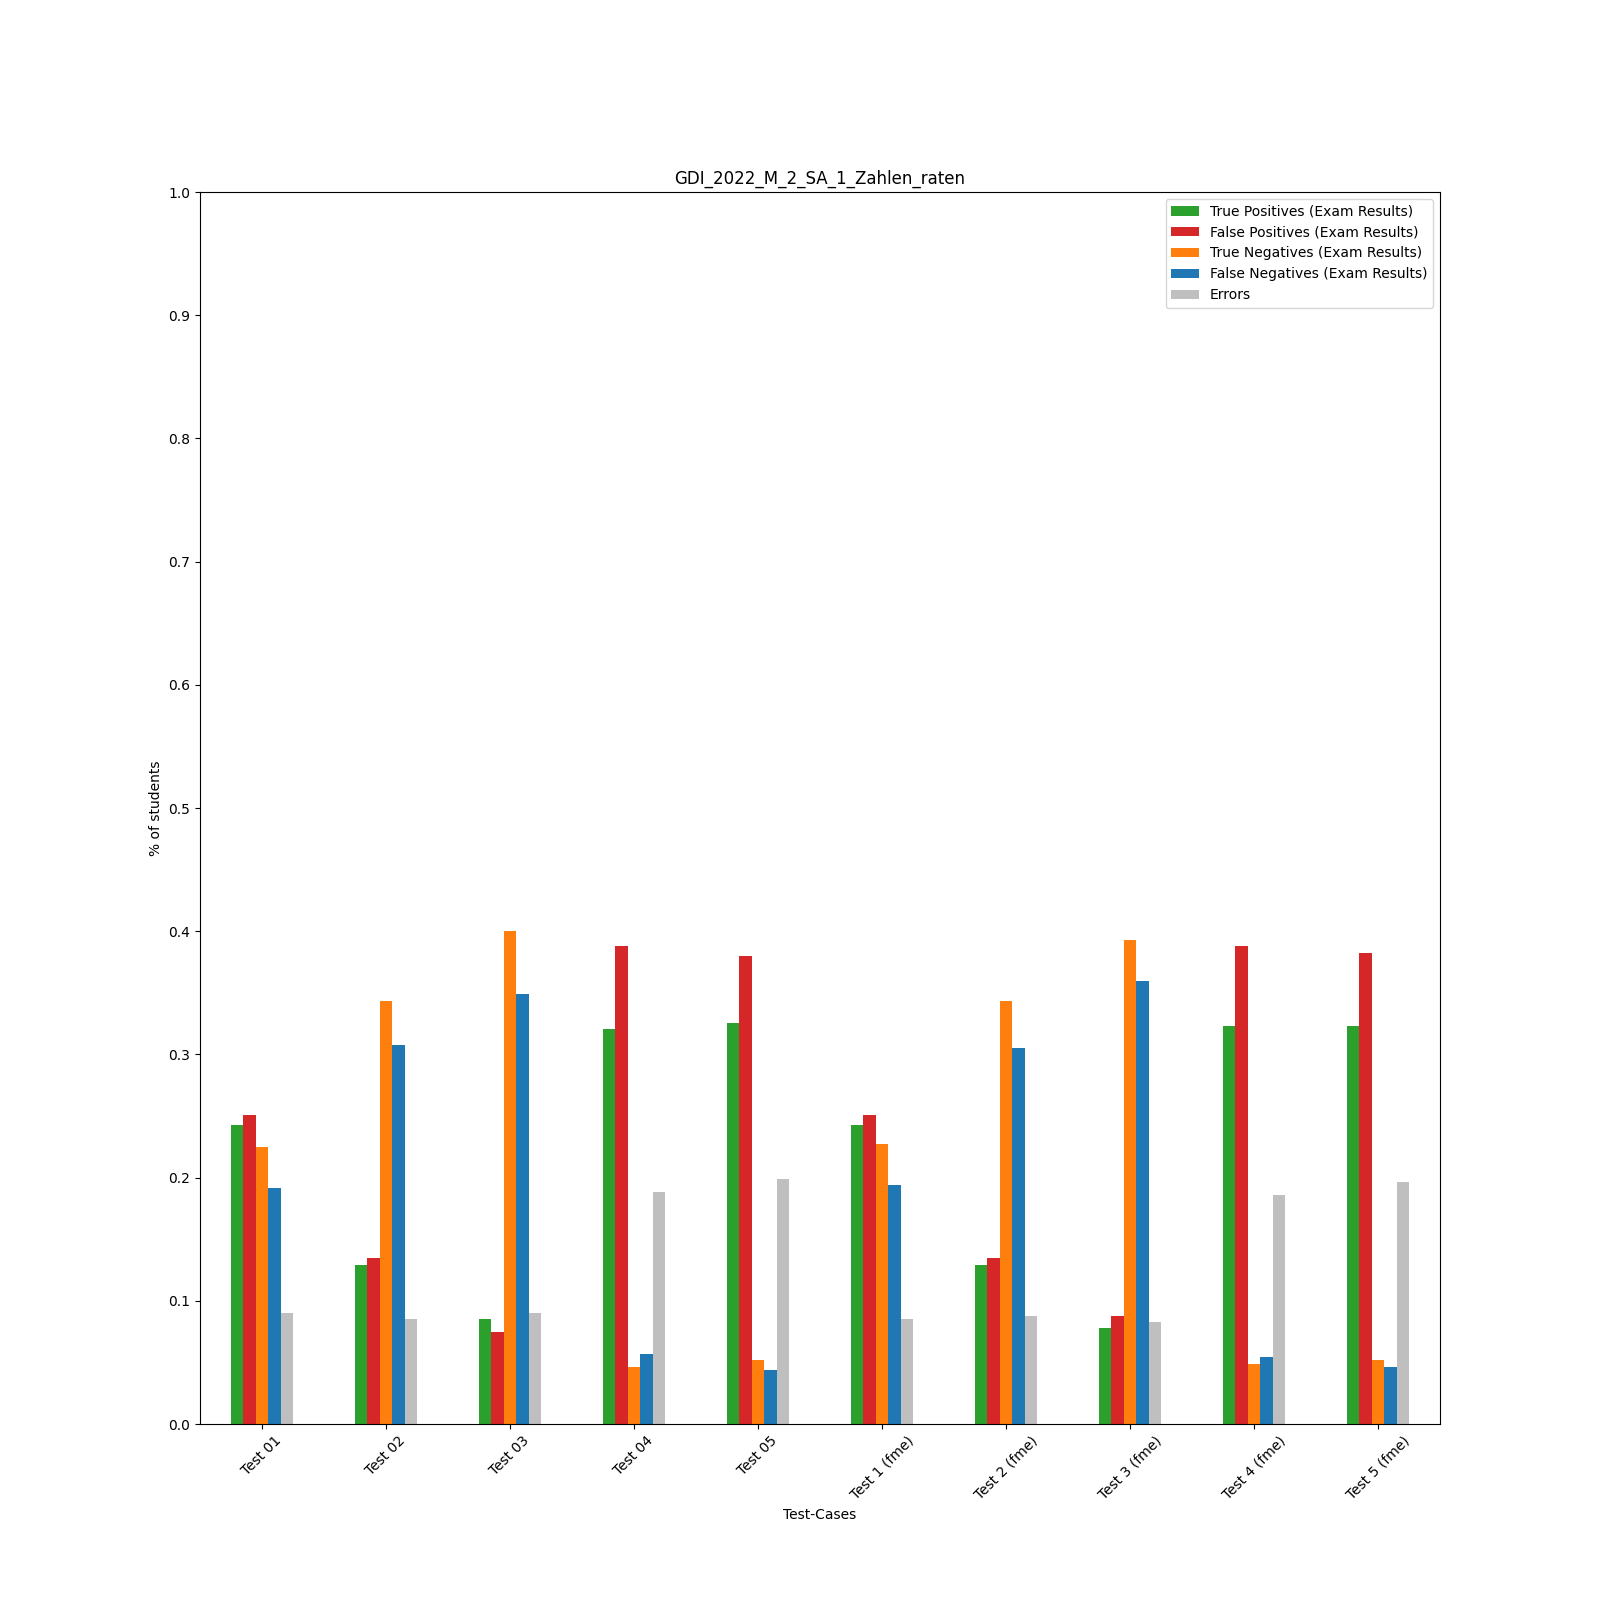 GDI_2022_M_2_SA_1_Zahlen_raten
True Positives (Exam Results)
False Positives (Exam Results)
True Negatives (Exam Results)
False Negatives (Exam Results)
Errors
% of students
1.0
0.9
0.8
0.7
0.6
0.5
0.4
0.3
0.2
0.1
0.0
Test 01
Test 02
Test 03
Test 04
Test 05
Test 1 (fme)
Test 2 (fme)
Test 3 (fme)
Test 4 (fme)
Test 5 (fme)
Test-Cases